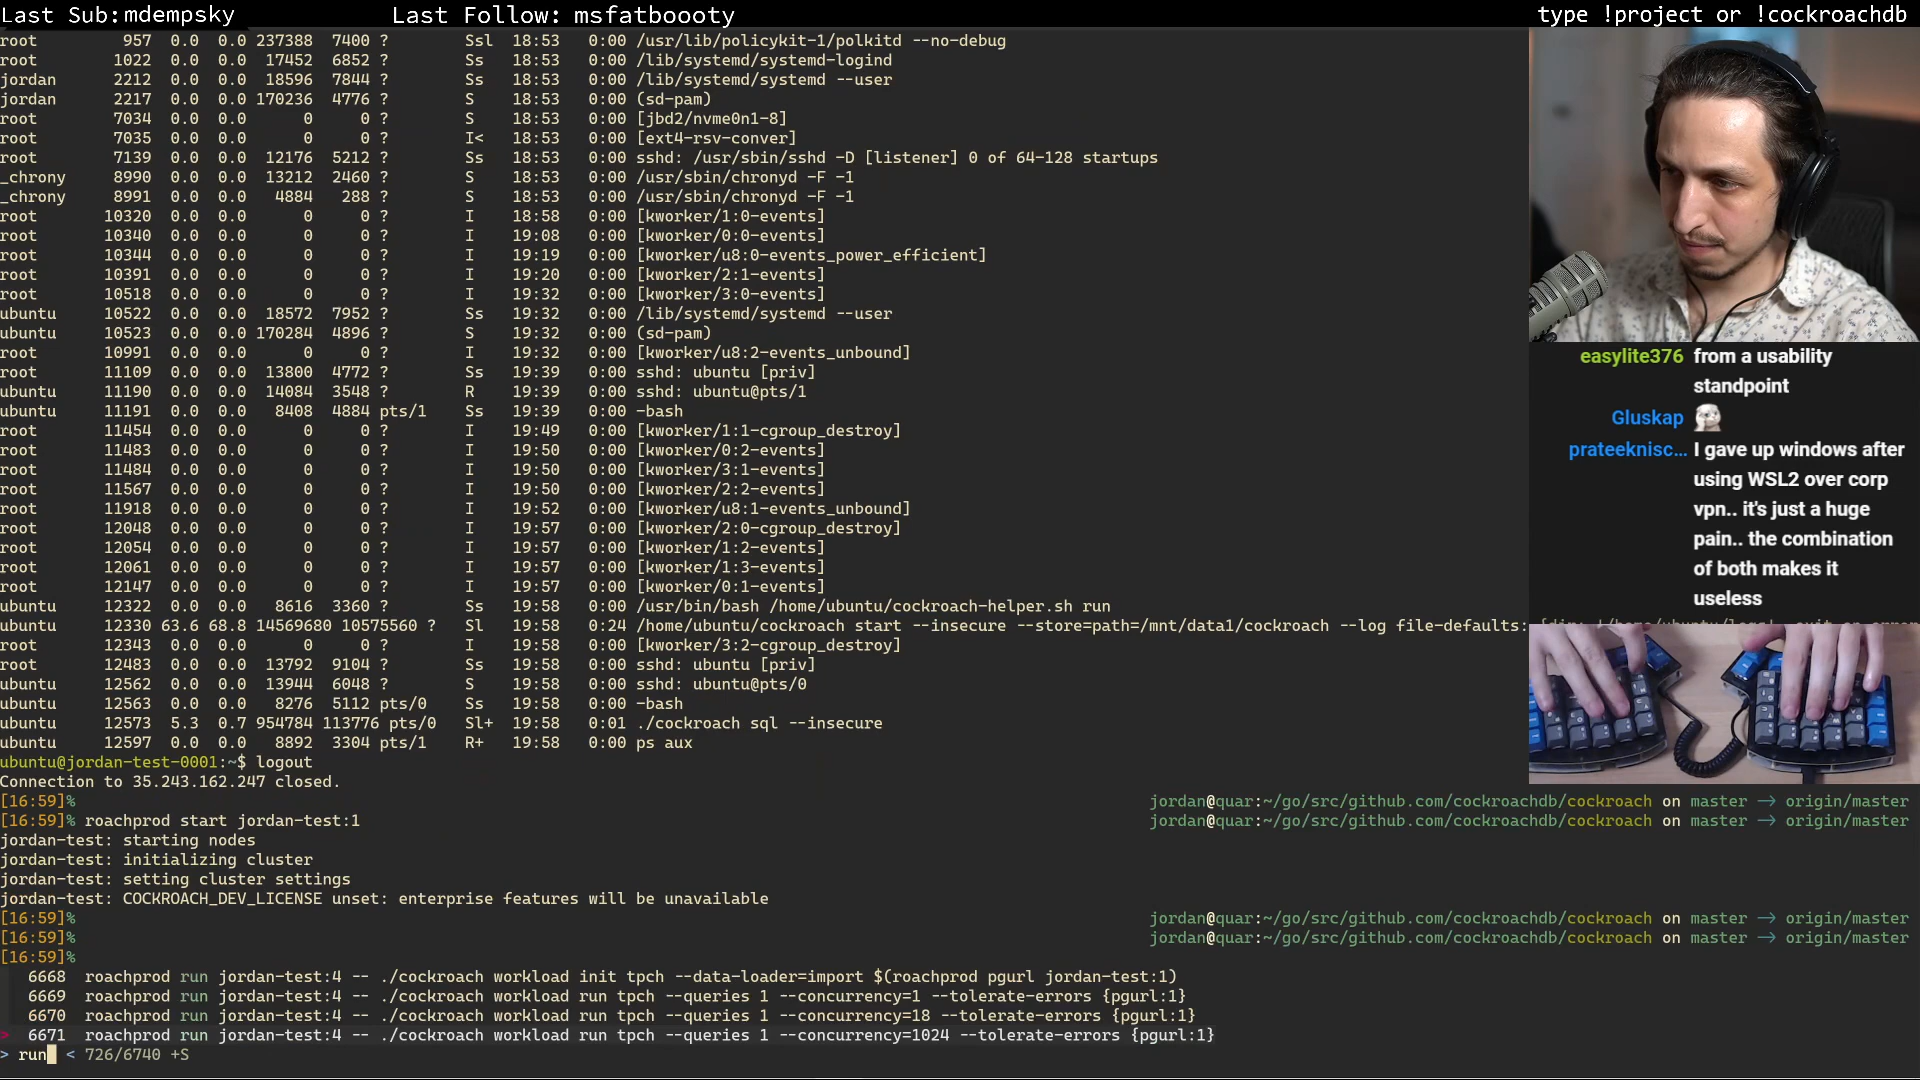 Last Sub:mdempsky Last Follow: msfatboooty type !project or !cockroachdb
root 957 0.0 0.0 237388 7400 ? Ssl 18:53 0:00 /usr/lib/policykit-1/polkitd --no-debug
root 1022 0.0 0.0 17452 6852 ? Ss 18:53 0:00 /lib/systemd/systemd-logind
jordan 2212 0.0 0.0 18596 7844 ? Ss 18:53 0:00 /lib/systemd/systemd --user
jordan 2217 0.0 0.0 170236 4776 ? S 18:53 0:00 (sd-pam)
root 7034 0.0 0.0 0 0 ? S 18:53 0:00 [jbd2/nvme0n1-8]
root 7035 0.0 0.0 0 0 ? I< 18:53 0:00 [ext4-rsv-conver]
root 7139 0.0 0.0 12176 5212 ? Ss 18:53 0:00 sshd: /usr/sbin/sshd -D [listener] 0 of 64-128 startups
_chrony 8990 0.0 0.0 13212 2460 ? S 18:53 0:00 /usr/sbin/chronyd -F -1
_chrony 8991 0.0 0.0 4884 288 ? S 18:53 0:00 /usr/sbin/chronyd -F -1
root 10320 0.0 0.0 0 0 ? I 18:58 0:00 [kworker/1:0-events]
root 10340 0.0 0.0 0 0 ? I 19:08 0:00 [kworker/0:0-events]
root 10344 0.0 0.0 0 0 ? I 19:19 0:00 [kworker/u8:0-events_power_efficient]
root 10391 0.0 0.0 0 0 ? I 19:20 0:00 [kworker/2:1-events]
root 10518 0.0 0.0 0 0 ? I 19:32 0:00 [kworker/3:0-events]
ubuntu 10522 0.0 0.0 18572 7952 ? Ss 19:32 0:00 /lib/systemd/systemd --user
ubuntu 10523 0.0 0.0 170284 4896 ? S 19:32 0:00 (sd-pam)
root 10991 0.0 0.0 0 0 ? I 19:32 0:00 [kworker/u8:2-events_unbound]
root 11109 0.0 0.0 13800 4772 ? Ss 19:39 0:00 sshd: ubuntu [priv]
ubuntu 11190 0.0 0.0 14084 3548 ? R 19:39 0:00 sshd: ubuntu@pts/1
ubuntu 11191 0.0 0.0 8408 4884 pts/1 Ss 19:39 0:00 -bash
root 11454 0.0 0.0 0 0 ? I 19:49 0:00 [kworker/1:1-cgroup_destroy]
root 11483 0.0 0.0 0 0 ? I 19:50 0:00 [kworker/0:2-events]
root 11484 0.0 0.0 0 0 ? I 19:50 0:00 [kworker/3:1-events]
root 11567 0.0 0.0 0 0 ? I 19:50 0:00 [kworker/2:2-events]
root 11918 0.0 0.0 0 0 ? I 19:52 0:00 [kworker/u8:1-events_unbound]
root 12048 0.0 0.0 0 0 ? I 19:57 0:00 [kworker/2:0-cgroup_destroy]
root 12054 0.0 0.0 0 0 ? I 19:57 0:00 [kworker/1:2-events]
root 12061 0.0 0.0 0 0 ? I 19:57 0:00 [kworker/1:3-events]
root 12147 0.0 0.0 0 0 ? I 19:57 0:00 [kworker/0:1-events]
ubuntu 12322 0.0 0.0 8616 3360 ? Ss 19:58 0:00 /usr/bin/bash /home/ubuntu/cockroach-helper.sh run
ubuntu 12330 63.6 68.8 14569680 10575560 ? Sl 19:58 0:24 /home/ubuntu/cockroach start --insecure --store=path=/mnt/data1/cockroach --log file-defaults:
root 12343 0.0 0.0 0 0 ? I 19:58 0:00 [kworker/3:2-cgroup_destroy]
root 12483 0.0 0.0 13792 9104 ? Ss 19:58 0:00 sshd: ubuntu [priv]
ubuntu 12562 0.0 0.0 13944 6048 ? S 19:58 0:00 sshd: ubuntu@pts/0
ubuntu 12563 0.0 0.0 8276 5112 pts/0 Ss 19:58 0:00 -bash
ubuntu 12573 5.3 0.7 954784 113776 pts/0 Sl+ 19:58 0:01 ./cockroach sql --insecure
ubuntu 12597 0.0 0.0 8892 3304 pts/1 R+ 19:58 0:00 ps aux
ubuntu@jordan-test-0001:~$ logout
Connection to 35.243.162.247 closed.
[16:59]% jordan@quar:~/go/src/github.com/cockroachdb/cockroach on master → origin/master
[16:59]% roachprod start jordan-test:1 jordan@quar:~/go/src/github.com/cockroachdb/cockroach on master → origin/master
jordan-test: starting nodes
jordan-test: initializing cluster
jordan-test: setting cluster settings
jordan-test: COCKROACH_DEV_LICENSE unset: enterprise features will be unavailable
[16:59]% jordan@quar:~/go/src/github.com/cockroachdb/cockroach on master → origin/master
[16:59]% jordan@quar:~/go/src/github.com/cockroachdb/cockroach on master → origin/master
[16:59]%
6668 roachprod run jordan-test:4 -- ./cockroach workload init tpch --data-loader=import $(roachprod pgurl jordan-test:1)
6669 roachprod run jordan-test:4 -- ./cockroach workload run tpch --queries 1 --concurrency=1 --tolerate-errors {pgurl:1}
6670 roachprod run jordan-test:4 -- ./cockroach workload run tpch --queries 1 --concurrency=18 --tolerate-errors {pgurl:1}
> 6671 roachprod run jordan-test:4 -- ./cockroach workload run tpch --queries 1 --concurrency=1024 --tolerate-errors {pgurl:1}
> run < 726/6740 +S
easylite376 from a usability
standpoint
Gluskap
prateeknisc... I gave up windows after
using WSL2 over corp
vpn.. it's just a huge
pain.. the combination
of both makes it
useless